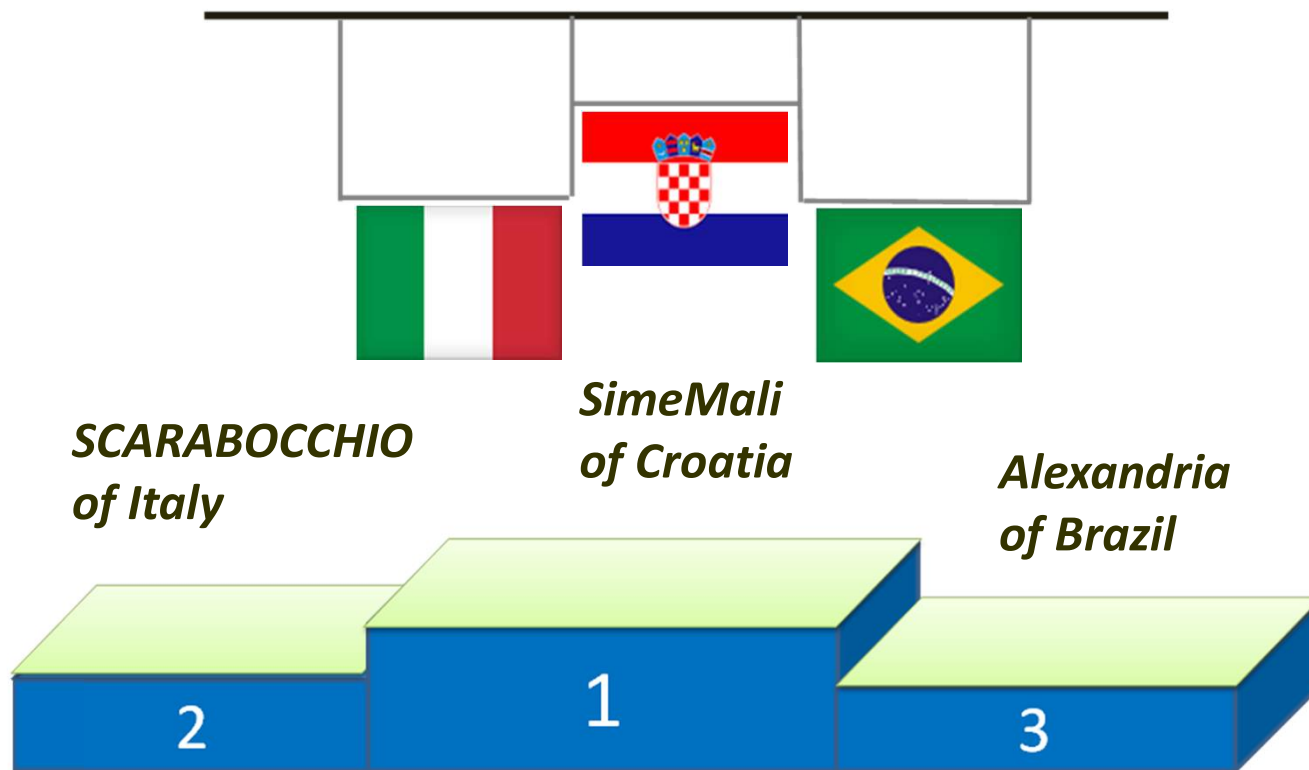 SCARABOCCHIO
of Italy
SimeMali
of Croatia
Alexandria
of Brazil
2
1
3